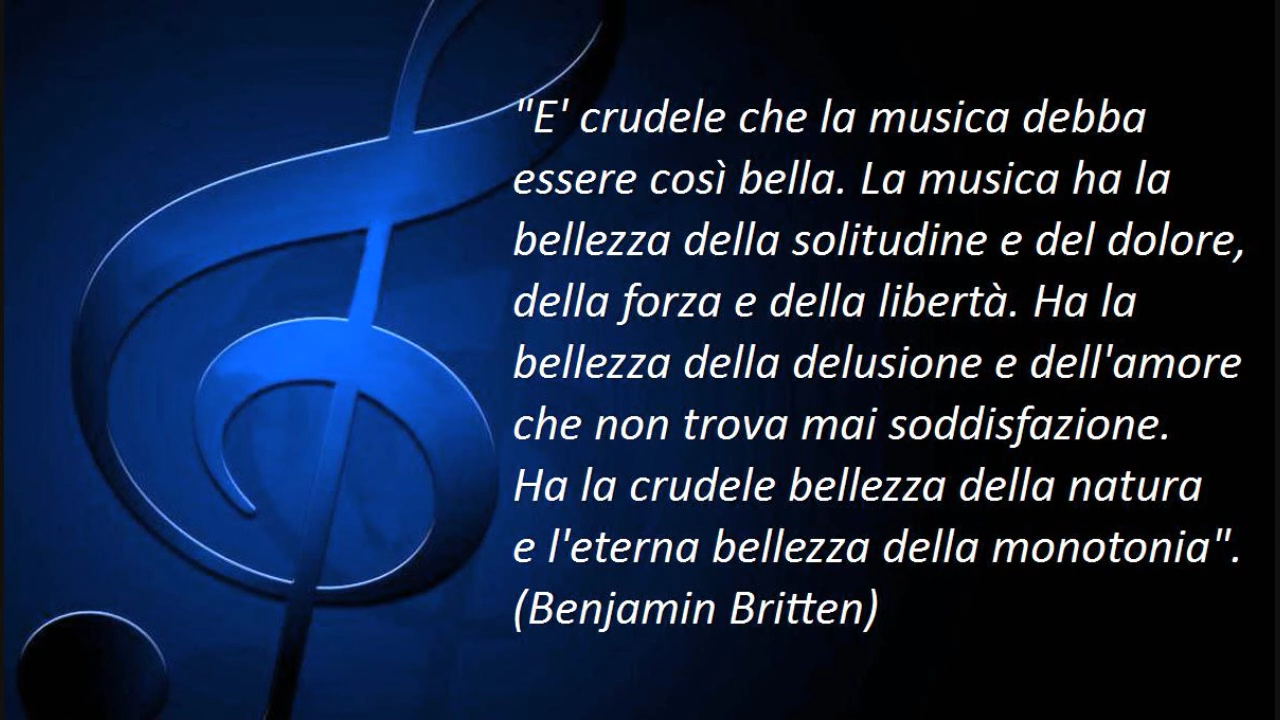 "E' crudele che la musica debba
essere così bella. La musica ha la
bellezza della solitudine e del dolore,
della forza e della libertà. Ha la
bellezza della delusione e dell'amore
che non trova mai soddisfazione.
Ha la crudele bellezza della natura
e l'eterna bellezza della monotonia".
(Benjamin Britten)